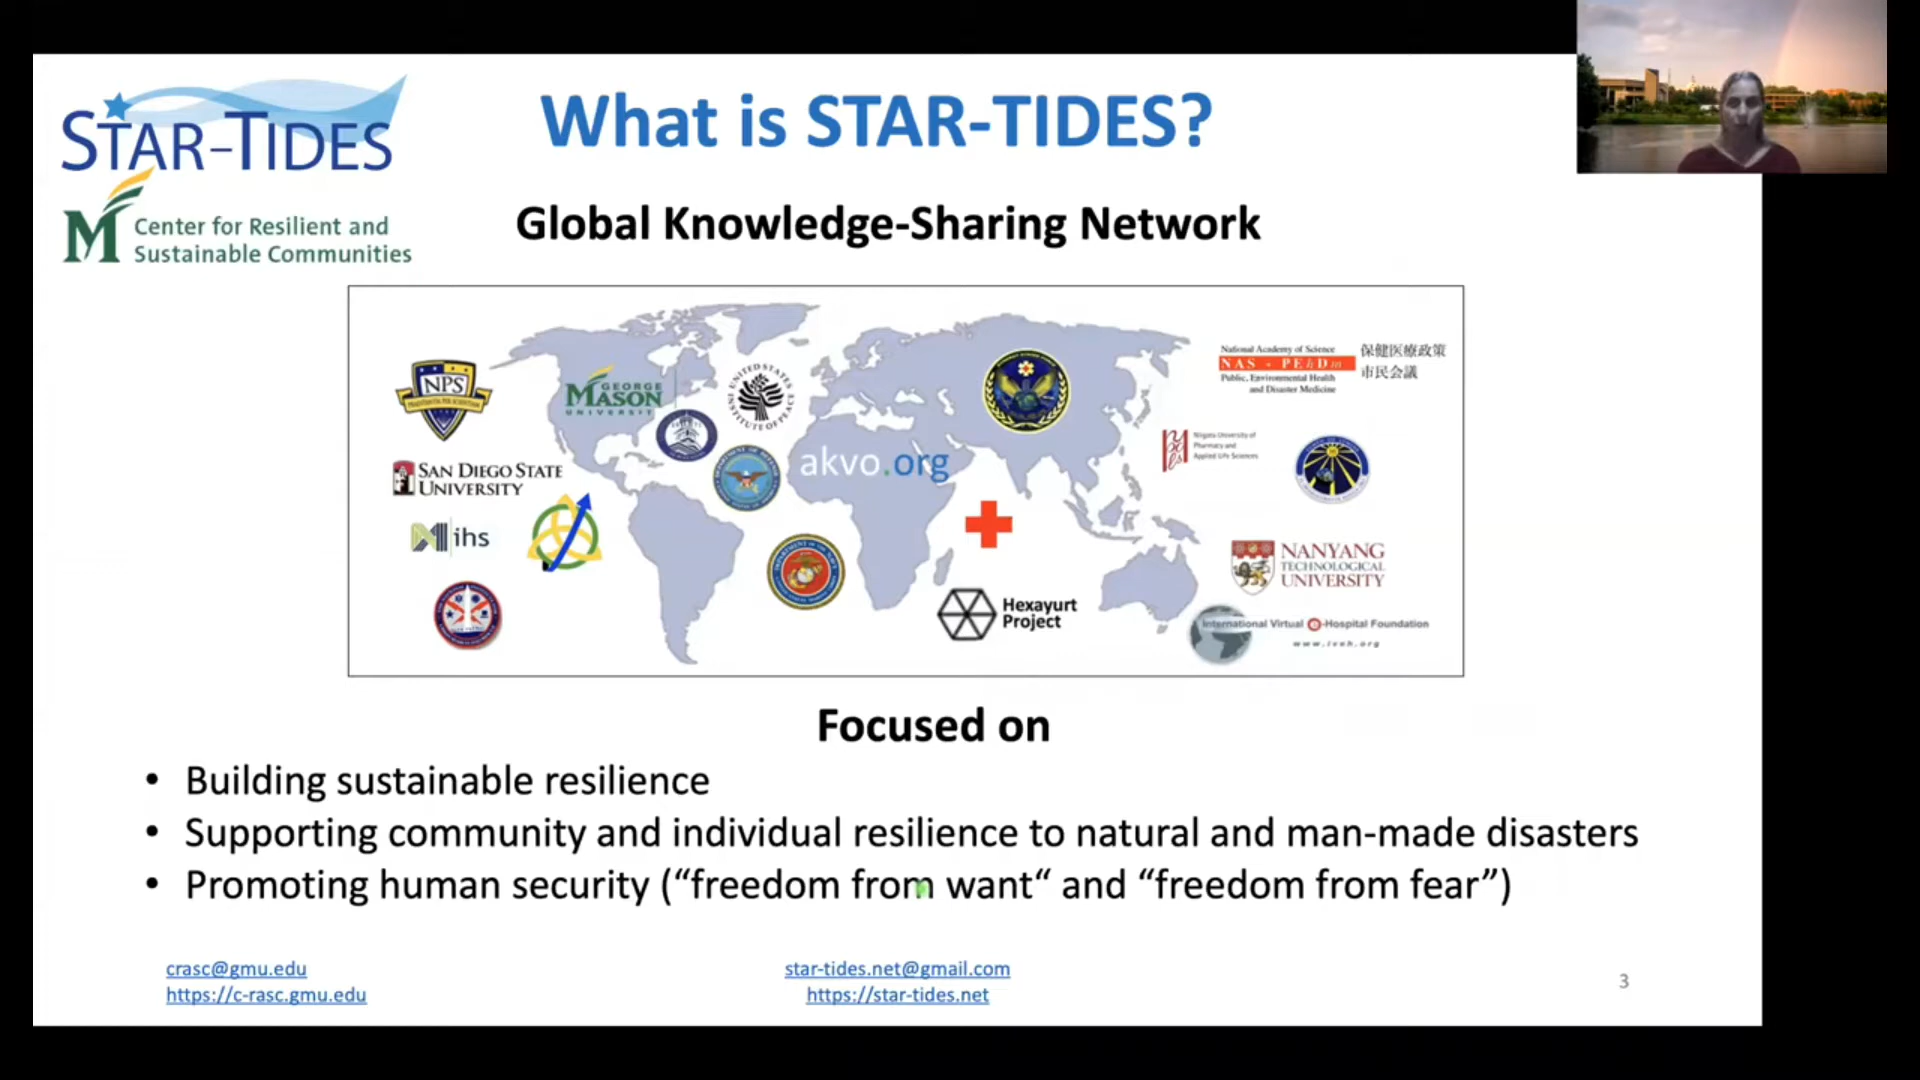 STAR-TIDES
What is STAR-TIDES?
M Center for Resilient and
Sustainable Communities
Global Knowledge-Sharing Network
NPS
GEORGE
MASON
UNIVERSITY
UNITED STATES
INSTITUTE OF PEACE
National Academy of Science
NAS - PEHDM
Public, Environmental Health
and Disaster Medicine
保健医療政策
市民会議
SAN DIEGO STATE
UNIVERSITY
akvo.org
Niigata University of
Pharmacy and
Applied Life Sciences
ihs
DEPARTMENT OF DEFENSE
NANYANG
TECHNOLOGICAL
UNIVERSITY
Hexayurt
Project
International Virtual e-Hospital Foundation
www.iveh.org
Focused on
• Building sustainable resilience
• Supporting community and individual resilience to natural and man-made disasters
• Promoting human security (“freedom from want“ and “freedom from fear”)
crasc@gmu.edu
https://c-rasc.gmu.edu
star-tides.net@gmail.com
https://star-tides.net
3